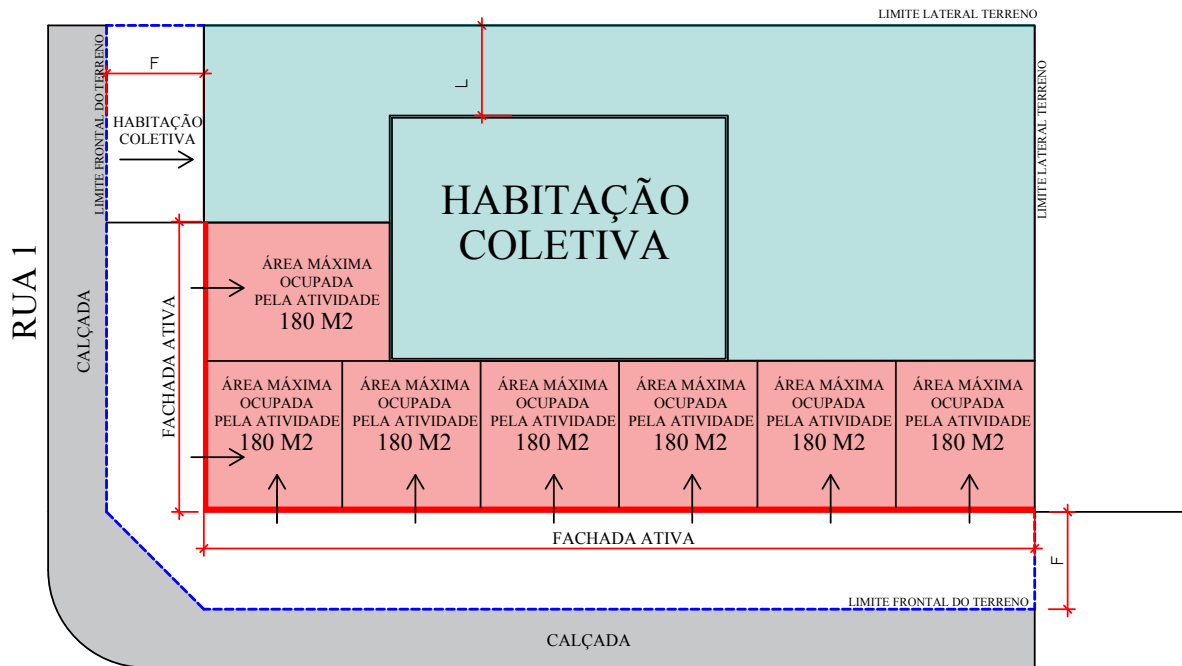 LIMITE LATERAL TERRENO
F
LIMITE FRONTAL DO TERRENO
L
LIMITE LATERAL TERRENO
HABITAÇÃO
COLETIVA
HABITAÇÃO
COLETIVA
RUA 1
CALÇADA
FACHADA ATIVA
ÁREA MÁXIMA
OCUPADA
PELA ATIVIDADE
180 M2
ÁREA MÁXIMA
OCUPADA
PELA ATIVIDADE
180 M2
ÁREA MÁXIMA
OCUPADA
PELA ATIVIDADE
180 M2
ÁREA MÁXIMA
OCUPADA
PELA ATIVIDADE
180 M2
ÁREA MÁXIMA
OCUPADA
PELA ATIVIDADE
180 M2
ÁREA MÁXIMA
OCUPADA
PELA ATIVIDADE
180 M2
ÁREA MÁXIMA
OCUPADA
PELA ATIVIDADE
180 M2
FACHADA ATIVA
F
LIMITE FRONTAL DO TERRENO
CALÇADA